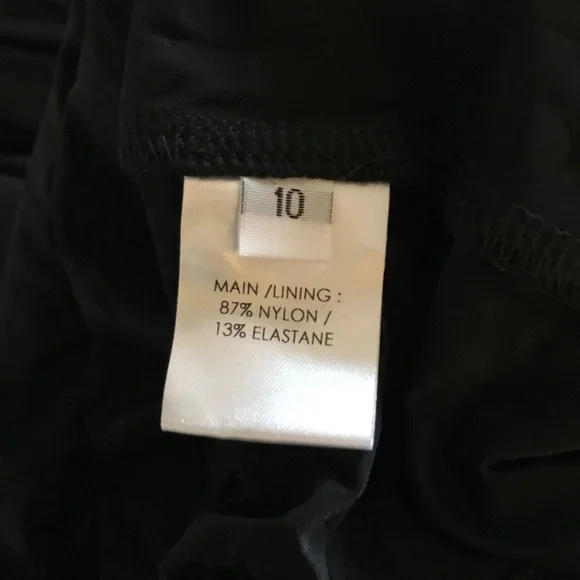 10
MAIN /LINING :
87% NYLON /
13% ELASTANE